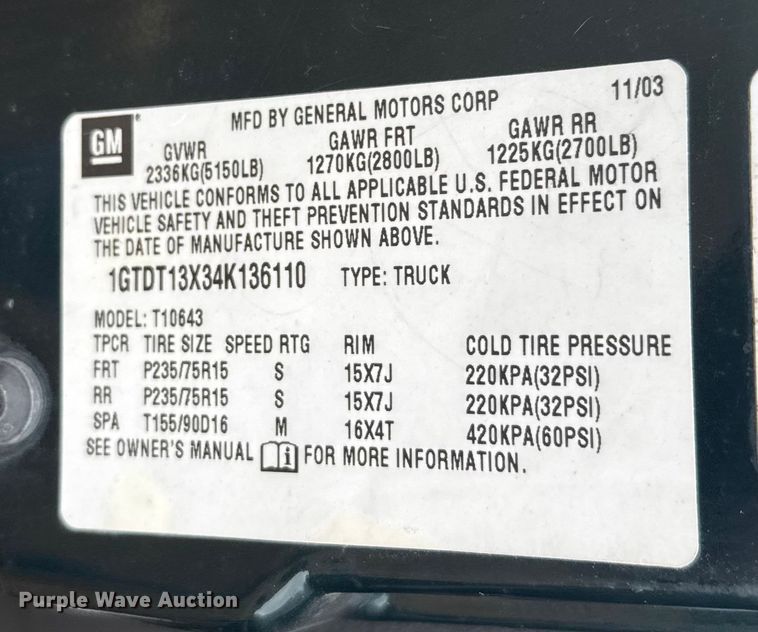 MFD BY GENERAL MOTORS CORP 11/03
GM
GVWR GAWR FRT GAWR RR
2336KG(5150LB) 1270KG(2800LB) 1225KG(2700LB)
THIS VEHICLE CONFORMS TO ALL APPLICABLE U.S. FEDERAL MOTOR
VEHICLE SAFETY AND THEFT PREVENTION STANDARDS IN EFFECT ON
THE DATE OF MANUFACTURE SHOWN ABOVE.
1GTDT13X34K136110 TYPE: TRUCK
MODEL: T10643
TPCR TIRE SIZE SPEED RTG RIM COLD TIRE PRESSURE
FRT P235/75R15 S 15X7J 220KPA(32PSI)
RR P235/75R15 S 15X7J 220KPA(32PSI)
SPA T155/90D16 M 16X4T 420KPA(60PSI)
SEE OWNER'S MANUAL i FOR MORE INFORMATION.
Purple Wave Auction